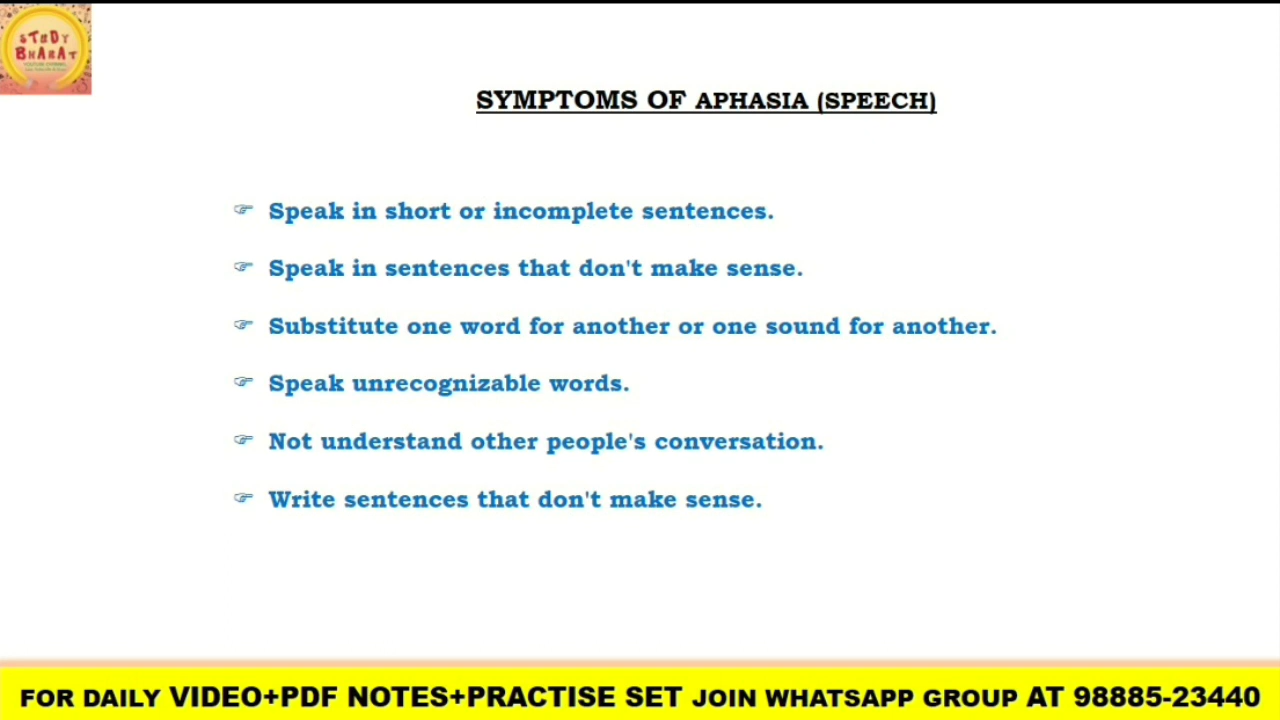 STUDY
BHARAT
SYMPTOMS OF APHASIA (SPEECH)
☞ Speak in short or incomplete sentences.
☞ Speak in sentences that don't make sense.
☞ Substitute one word for another or one sound for another.
☞ Speak unrecognizable words.
☞ Not understand other people's conversation.
☞ Write sentences that don't make sense.
FOR DAILY VIDEO+PDF NOTES+PRACTISE SET JOIN WHATSAPP GROUP AT 98885-23440